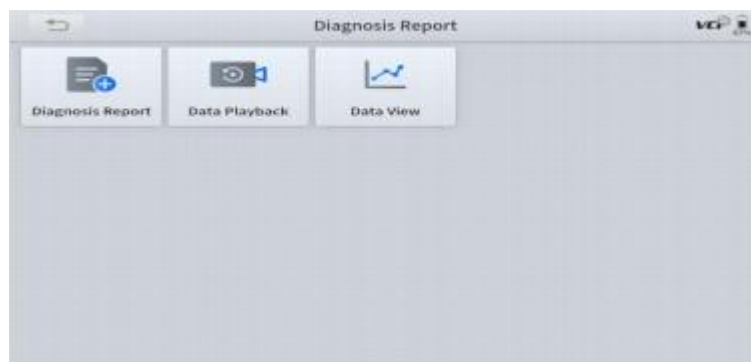 Diagnosis Report
VCI
Diagnosis Report
Data Playback
Data View